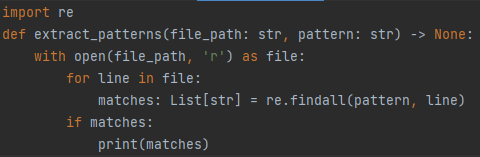 import re
def extract_patterns(file_path: str, pattern: str) -> None:
    with open(file_path, 'r') as file:
        for line in file:
            matches: List[str] = re.findall(pattern, line)
        if matches:
            print(matches)